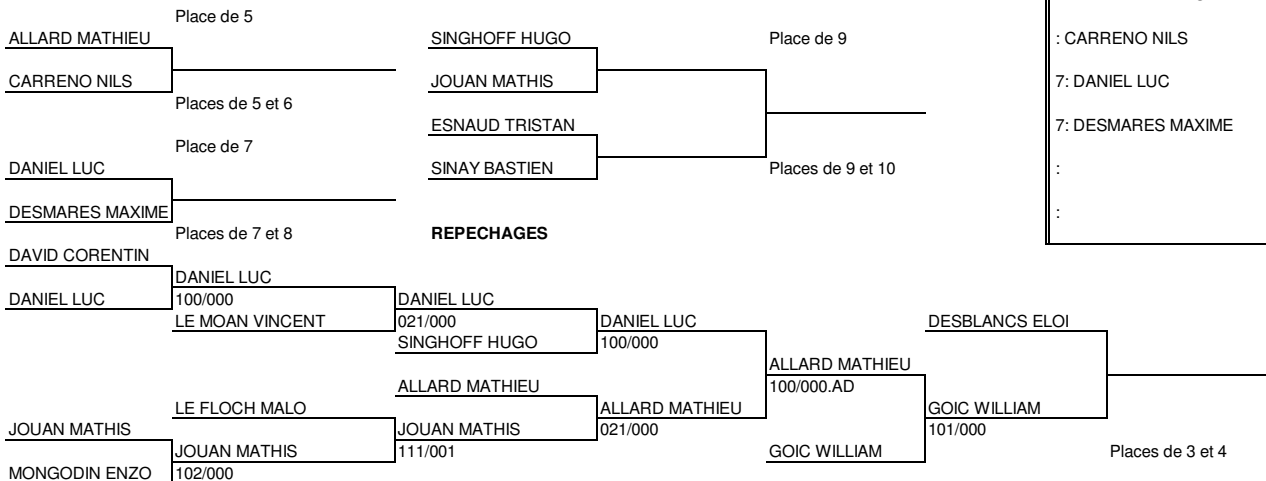 Place de 5
ALLARD MATHIEU SINGHOFF HUGO Place de 9 : CARRENO NILS
CARRENO NILS JOUAN MATHIS 7: DANIEL LUC
Places de 5 et 6
ESNAUD TRISTAN 7: DESMARES MAXIME
Place de 7
DANIEL LUC SINAY BASTIEN Places de 9 et 10 :
DESMARES MAXIME :
Places de 7 et 8 REPECHAGES
DAVID CORENTIN
DANIEL LUC
DANIEL LUC 100/000 DANIEL LUC
LE MOAN VINCENT 021/000 DANIEL LUC DESBLANCS ELOI
SINGHOFF HUGO 100/000
ALLARD MATHIEU
ALLARD MATHIEU 100/000.AD
LE FLOCH MALO ALLARD MATHIEU GOIC WILLIAM
JOUAN MATHIS JOUAN MATHIS 021/000 101/000
JOUAN MATHIS 111/001 GOIC WILLIAM Places de 3 et 4
MONGODIN ENZO 102/000